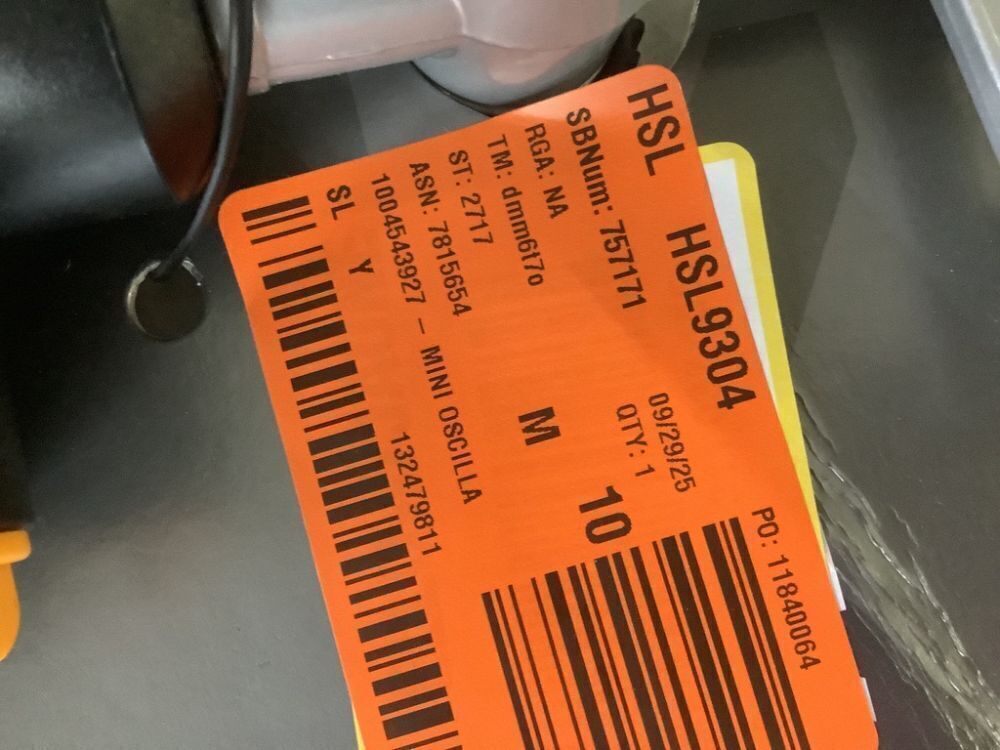 HSL HSL9304 PO: 11840064
SBNum: 757171 09/29/25
RGA: NA QTY: 1
TM: dmm6t7o M 10
ST: 2717
ASN: 7815654
1004543927 – MINI OSCILLA
SL Y 132479811